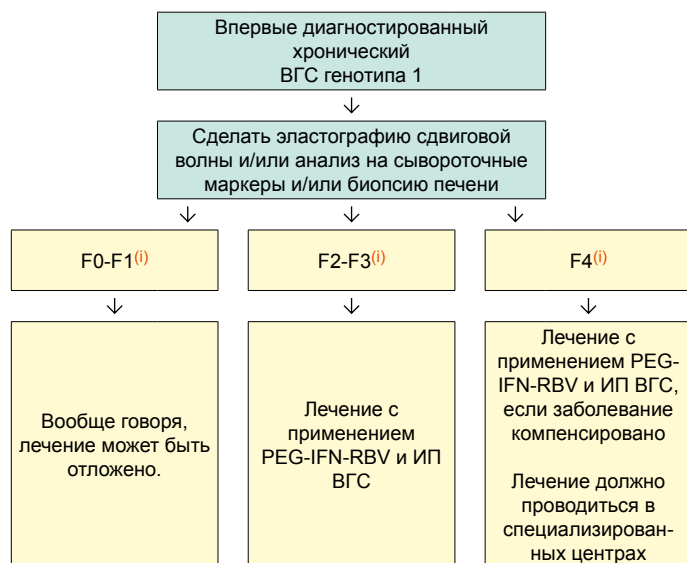 Впервые диагностированный
хронический
ВГС генотипа 1
Сделать эластографию сдвиговой
волны и/или анализ на сывороточные
маркеры и/или биопсию печени
F0-F1(i)
F2-F3(i)
F4(i)
Вообще говоря,
лечение может быть
отложено.
Лечение с
применением
PEG-IFN-RBV и ИП
ВГС
Лечение с
применением PEG-
IFN-RBV и ИП ВГС,
если заболевание
компенсировано
Лечение должно
проводиться в
специализирован-
ных центрах